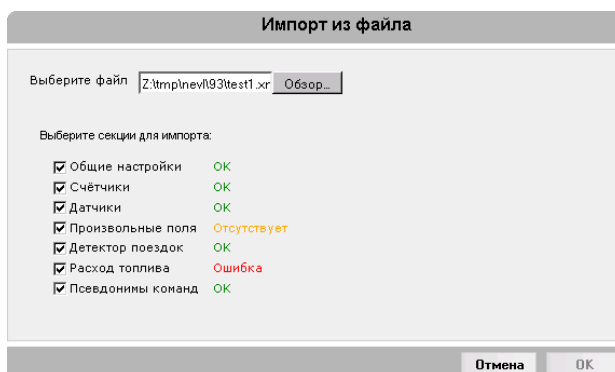 Импорт из файла
Выберите файл Z:\tmp\nevl\93\test1.xr Обзор...
Выберите секции для импорта:
Общие настройки OK
Счётчики OK
Датчики OK
Произвольные поля Отсутствует
Детектор поездок OK
Расход топлива Ошибка
Псевдонимы команд OK
Отмена OK